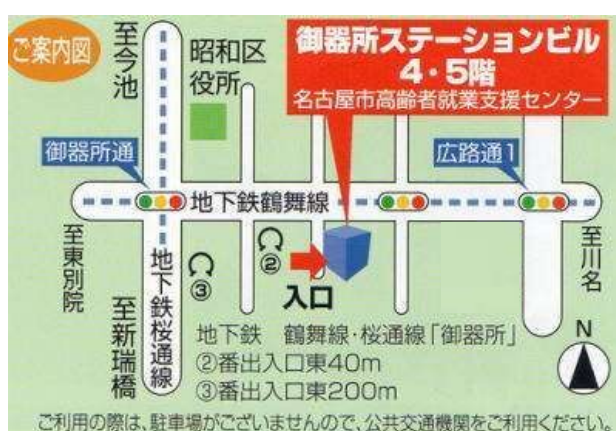 ご案内図
至今池
昭和区
役所
御器所ステーションビル
4・5階
名古屋市高齢者就業支援センター
御器所通
広路通1
地下鉄鶴舞線
至東別院
至新瑞橋
地下鉄桜通線
③
②
入口
至川名
N
地下鉄 鶴舞線・桜通線「御器所」
②番出入口東40m
③番出入口東200m
ご利用の際は、駐車場がございませんので、公共交通機関をご利用ください。